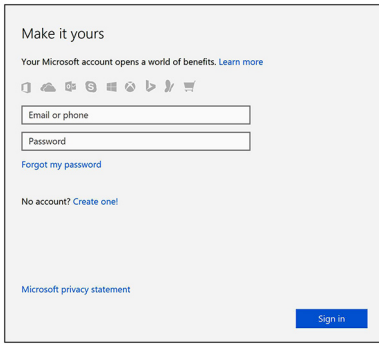 Make it yours
Your Microsoft account opens a world of benefits. Learn more
Email or phone
Password
Forgot my password
No account? Create one!
Microsoft privacy statement
Sign in